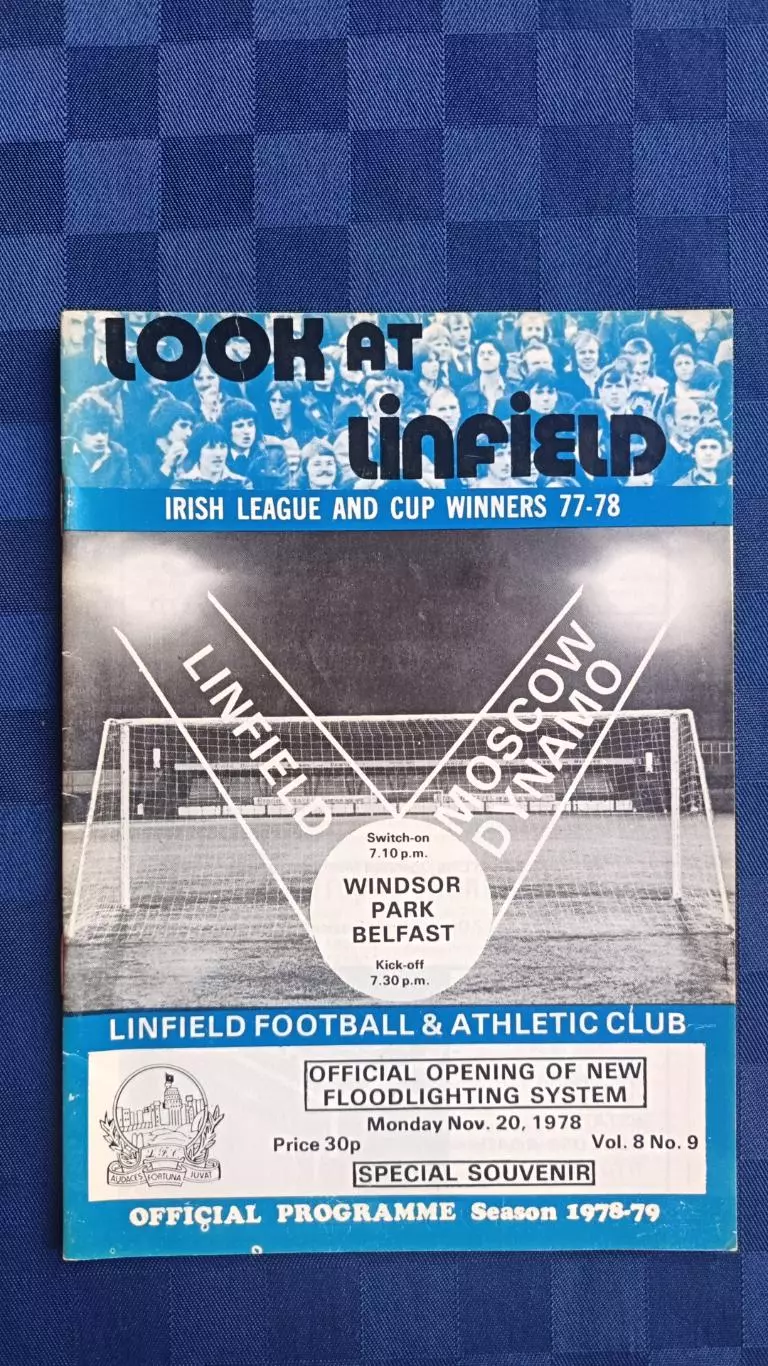 LOOK AT
LINFIELD
IRISH LEAGUE AND CUP WINNERS 77-78
LINFIELD
MOSCOW
DYNAMO
Switch-on
7.10 p.m.
WINDSOR
PARK
BELFAST
Kick-off
7.30 p.m.
LINFIELD FOOTBALL & ATHLETIC CLUB
OFFICIAL OPENING OF NEW
FLOODLIGHTING SYSTEM
Monday Nov. 20, 1978
Price 30p Vol. 8 No. 9
SPECIAL SOUVENIR
L.F.C.
AUDACES FORTUNA JUVAT
OFFICIAL PROGRAMME Season 1978-79